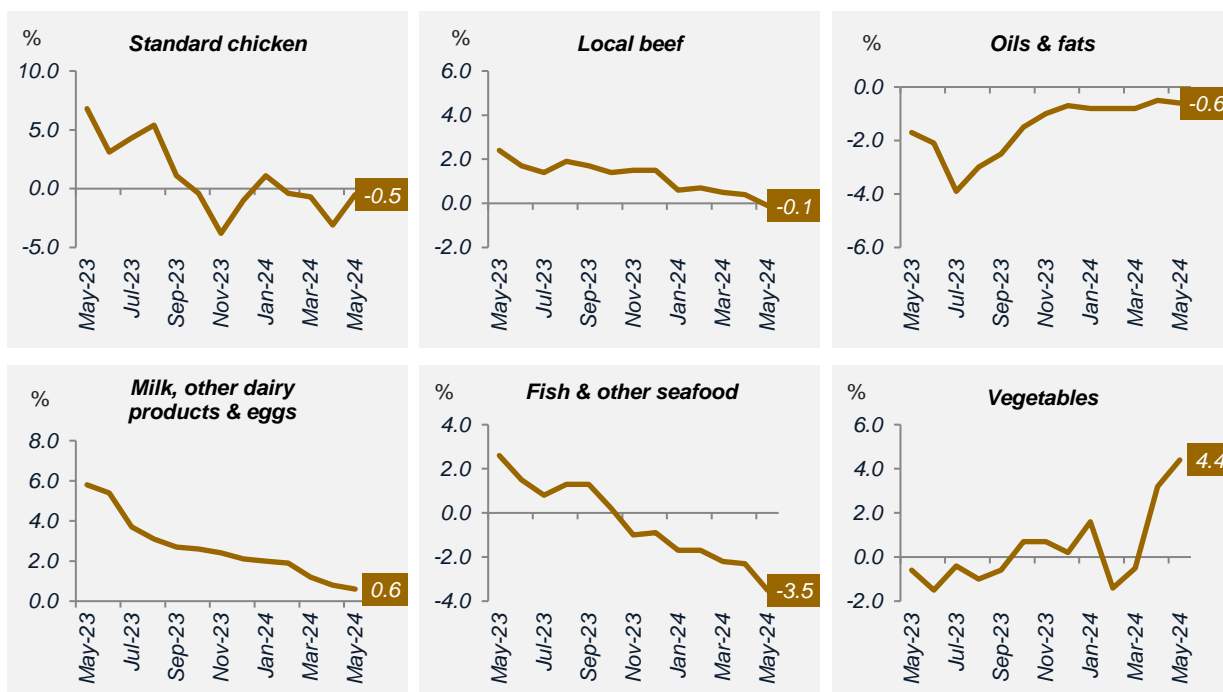 %
Standard chicken
10.0
5.0
0.0
-5.0
-0.5
May-23
Jul-23
Sep-23
Nov-23
Jan-24
Mar-24
May-24
%
Local beef
6.0
4.0
2.0
0.0
-2.0
-0.1
May-23
Jul-23
Sep-23
Nov-23
Jan-24
Mar-24
May-24
%
Oils & fats
0.0
-2.0
-4.0
-6.0
-0.6
May-23
Jul-23
Sep-23
Nov-23
Jan-24
Mar-24
May-24
%
Milk, other dairy
products & eggs
8.0
6.0
4.0
2.0
0.0
0.6
May-23
Jul-23
Sep-23
Nov-23
Jan-24
Mar-24
May-24
%
Fish & other seafood
4.0
2.0
0.0
-2.0
-4.0
-3.5
May-23
Jul-23
Sep-23
Nov-23
Jan-24
Mar-24
May-24
%
Vegetables
6.0
4.0
2.0
0.0
-2.0
4.4
May-23
Jul-23
Sep-23
Nov-23
Jan-24
Mar-24
May-24